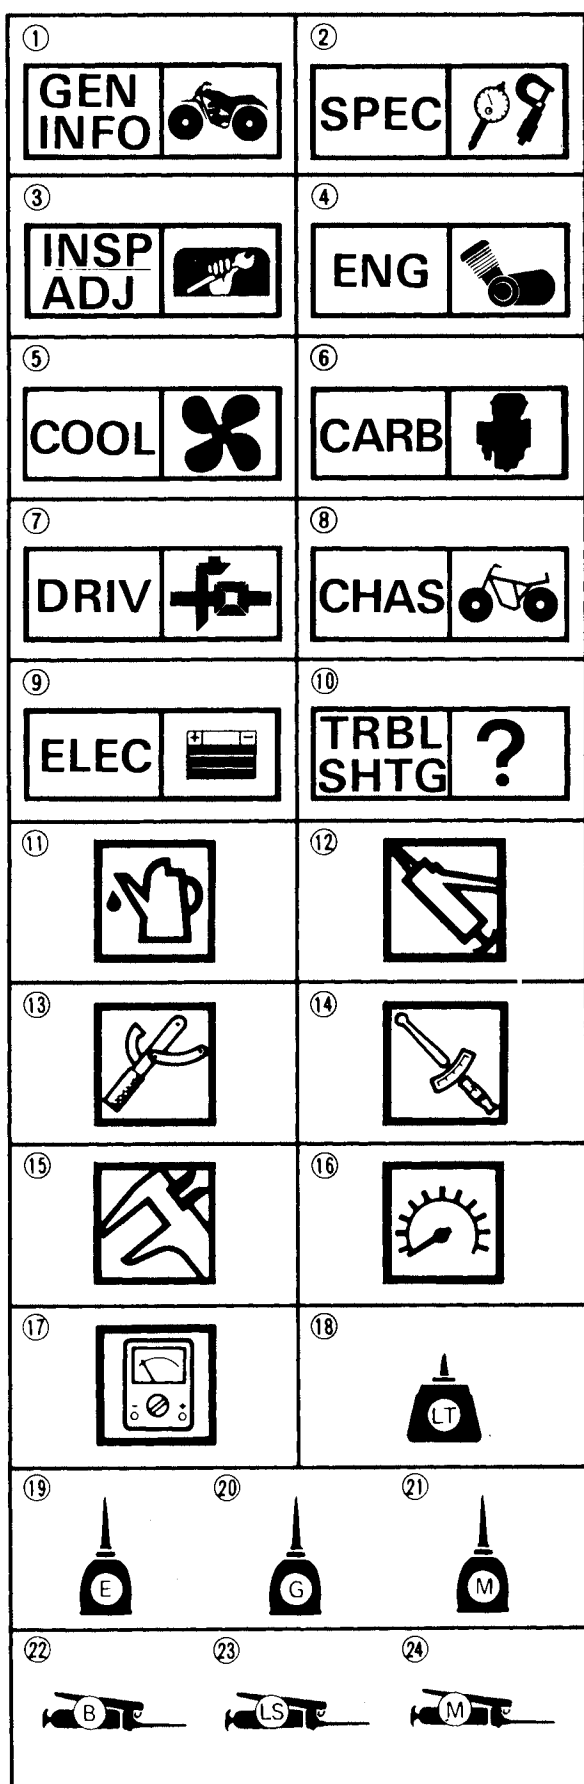 ① ②
GEN
INFO
SPEC
③ ④
INSP
ADJ
ENG
⑤ ⑥
COOL CARB
⑦ ⑧
DRIV CHAS
⑨ ⑩
ELEC
+ −
TRBL
SHTG
?
⑪ ⑫
⑬ ⑭
⑮ ⑯
⑰ ⑱
− +
LT
⑲ ⑳ ㉑
E G M
㉒ ㉓ ㉔
B LS M